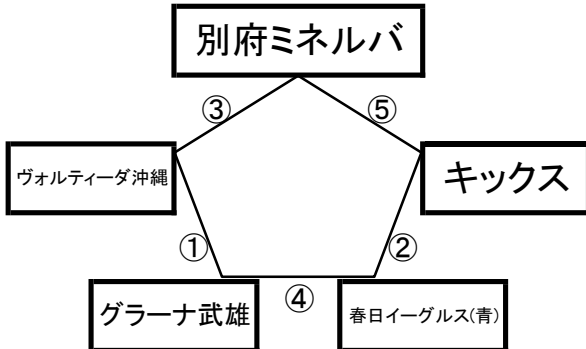 別府ミネルバ
③
⑤
ヴォルティーダ沖縄
キックス
①
②
グラーナ武雄
④
春日イーグルス(青)